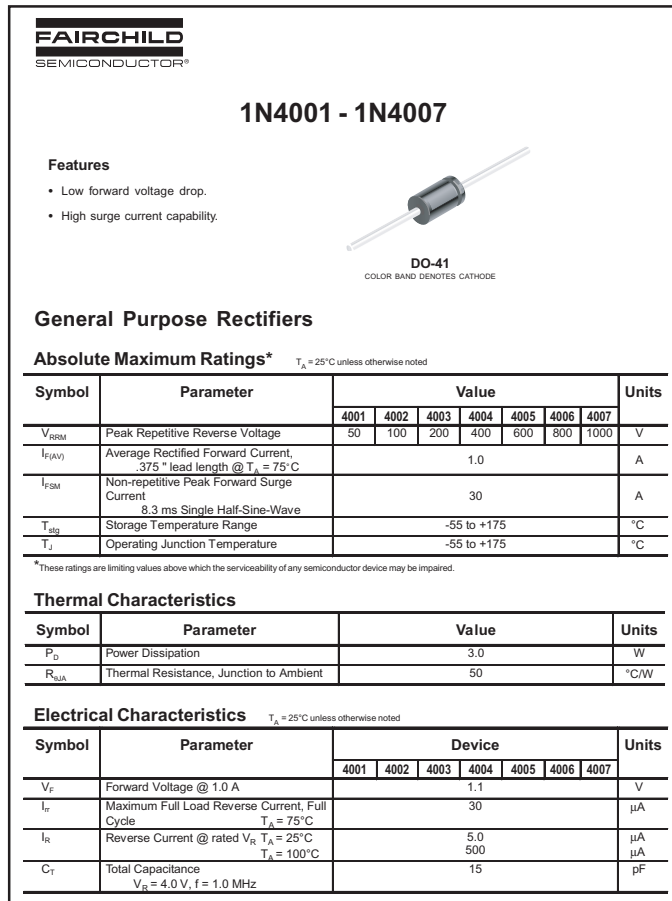 FAIRCHILD
SEMICONDUCTOR®
1N4001 - 1N4007
Features
• Low forward voltage drop.
• High surge current capability.
DO-41
COLOR BAND DENOTES CATHODE
General Purpose Rectifiers
Absolute Maximum Ratings* TA = 25°C unless otherwise noted
Symbol Parameter Value Units
4001 4002 4003 4004 4005 4006 4007
VRRM Peak Repetitive Reverse Voltage 50 100 200 400 600 800 1000 V
IF(AV) Average Rectified Forward Current,
.375 " lead length @ TA = 75°C 1.0 A
IFSM Non-repetitive Peak Forward Surge
Current
8.3 ms Single Half-Sine-Wave 30 A
Tstg Storage Temperature Range -55 to +175 °C
TJ Operating Junction Temperature -55 to +175 °C
*These ratings are limiting values above which the serviceability of any semiconductor device may be impaired.
Thermal Characteristics
Symbol Parameter Value Units
PD Power Dissipation 3.0 W
RθJA Thermal Resistance, Junction to Ambient 50 °C/W
Electrical Characteristics TA = 25°C unless otherwise noted
Symbol Parameter Device Units
4001 4002 4003 4004 4005 4006 4007
VF Forward Voltage @ 1.0 A 1.1 V
Irr Maximum Full Load Reverse Current, Full
Cycle TA = 75°C 30 μA
IR Reverse Current @ rated VR TA = 25°C 5.0 μA
TA = 100°C 500 μA
CT Total Capacitance
VR = 4.0 V, f = 1.0 MHz 15 pF